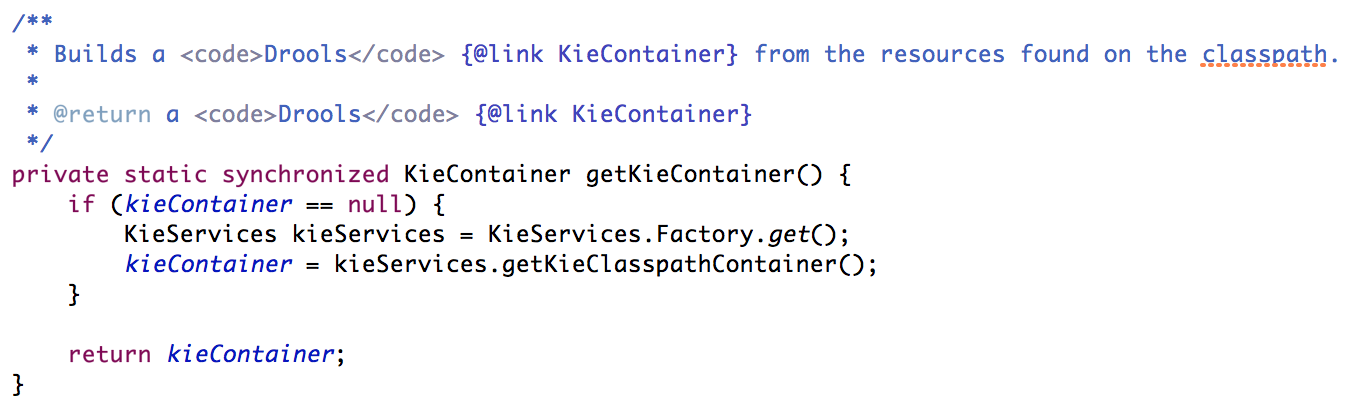 /**
 * Builds a <code>Drools</code> {@link KieContainer} from the resources found on the classpath.
 *
 * @return a <code>Drools</code> {@link KieContainer}
 */
private static synchronized KieContainer getKieContainer() {
    if (kieContainer == null) {
        KieServices kieServices = KieServices.Factory.get();
        kieContainer = kieServices.getKieClasspathContainer();
    }

    return kieContainer;
}